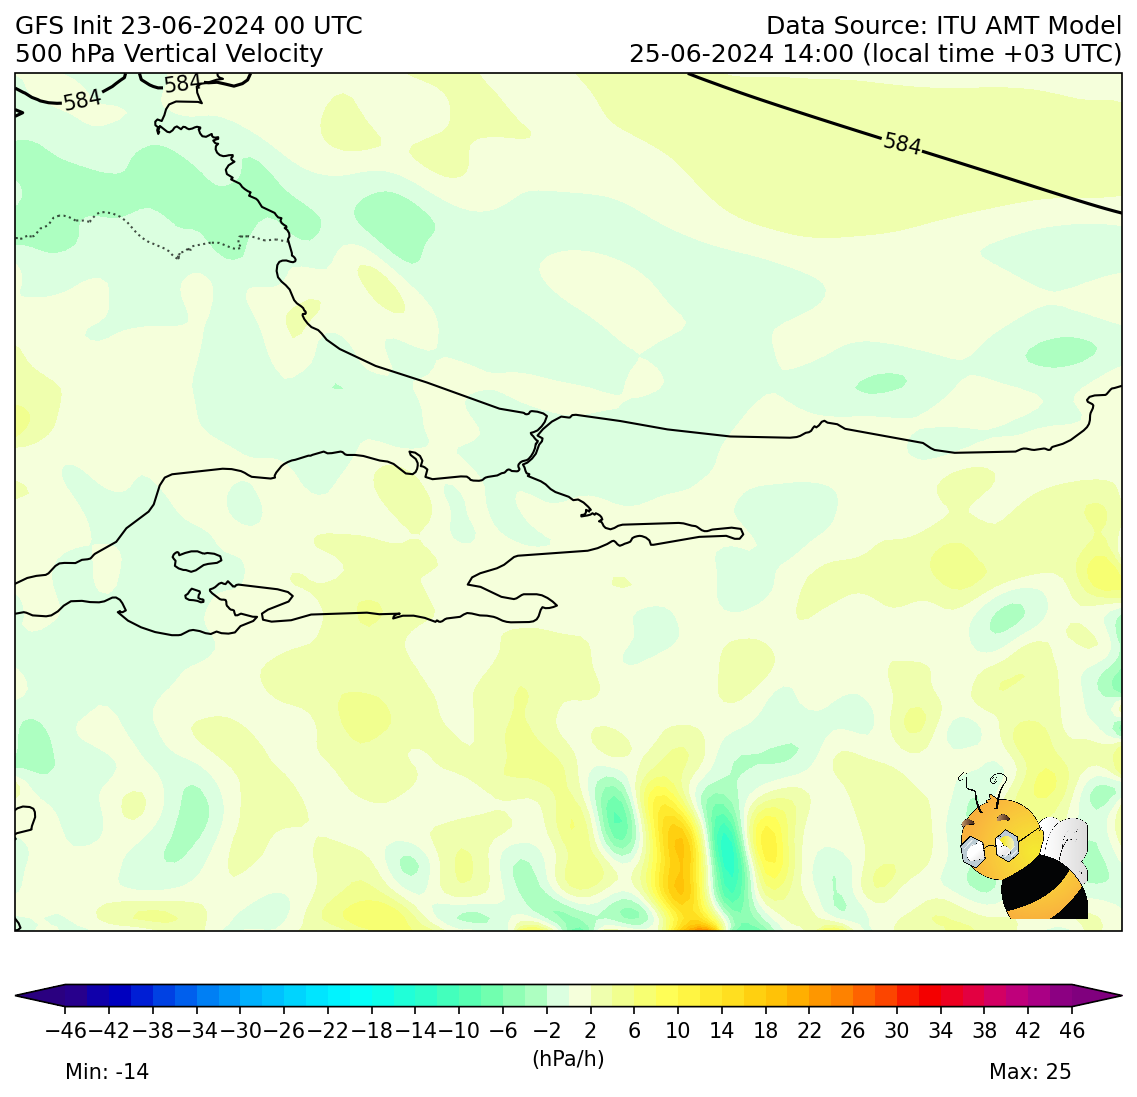 GFS Init 23-06-2024 00 UTC
Data Source: ITU AMT Model
500 hPa Vertical Velocity
25-06-2024 14:00 (local time +03 UTC)
584
584
584
−46 −42 −38 −34 −30 −26 −22 −18 −14 −10 −6 −2 2 6 10 14 18 22 26 30 34 38 42 46
(hPa/h)
Min: -14
Max: 25